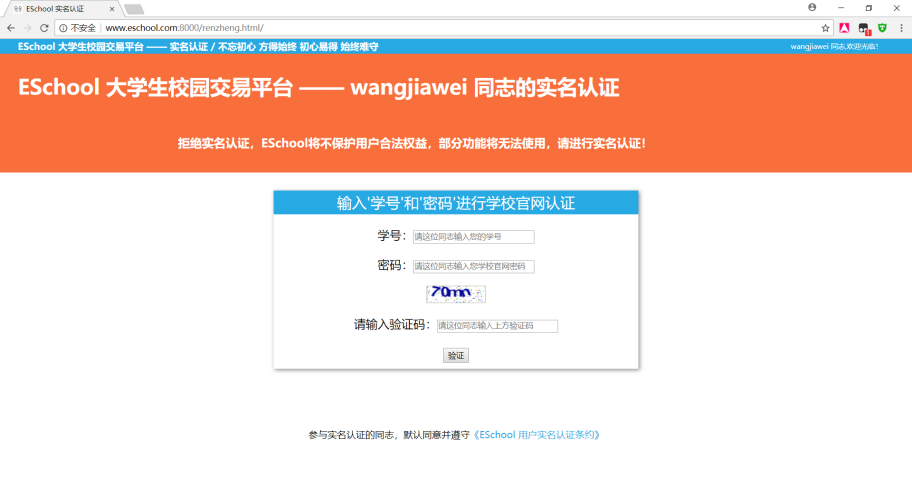 ESchool 实名认证
不安全 www.eschool.com:8000/renzheng.html/
ESchool 大学生校园交易平台 —— 实名认证 / 不忘初心 方得始终 初心易得 始终难守
wangjiawei 同志,欢迎光临!
ESchool 大学生校园交易平台 —— wangjiawei 同志的实名认证
拒绝实名认证，ESchool将不保护用户合法权益，部分功能将无法使用，请进行实名认证！
输入'学号'和'密码'进行学校官网认证
学号： 请这位同志输入您的学号
密码： 请这位同志输入您学校官网密码
70mn
请输入验证码： 请这位同志输入上方验证码
验证
参与实名认证的同志，默认同意并遵守《ESchool 用户实名认证条约》